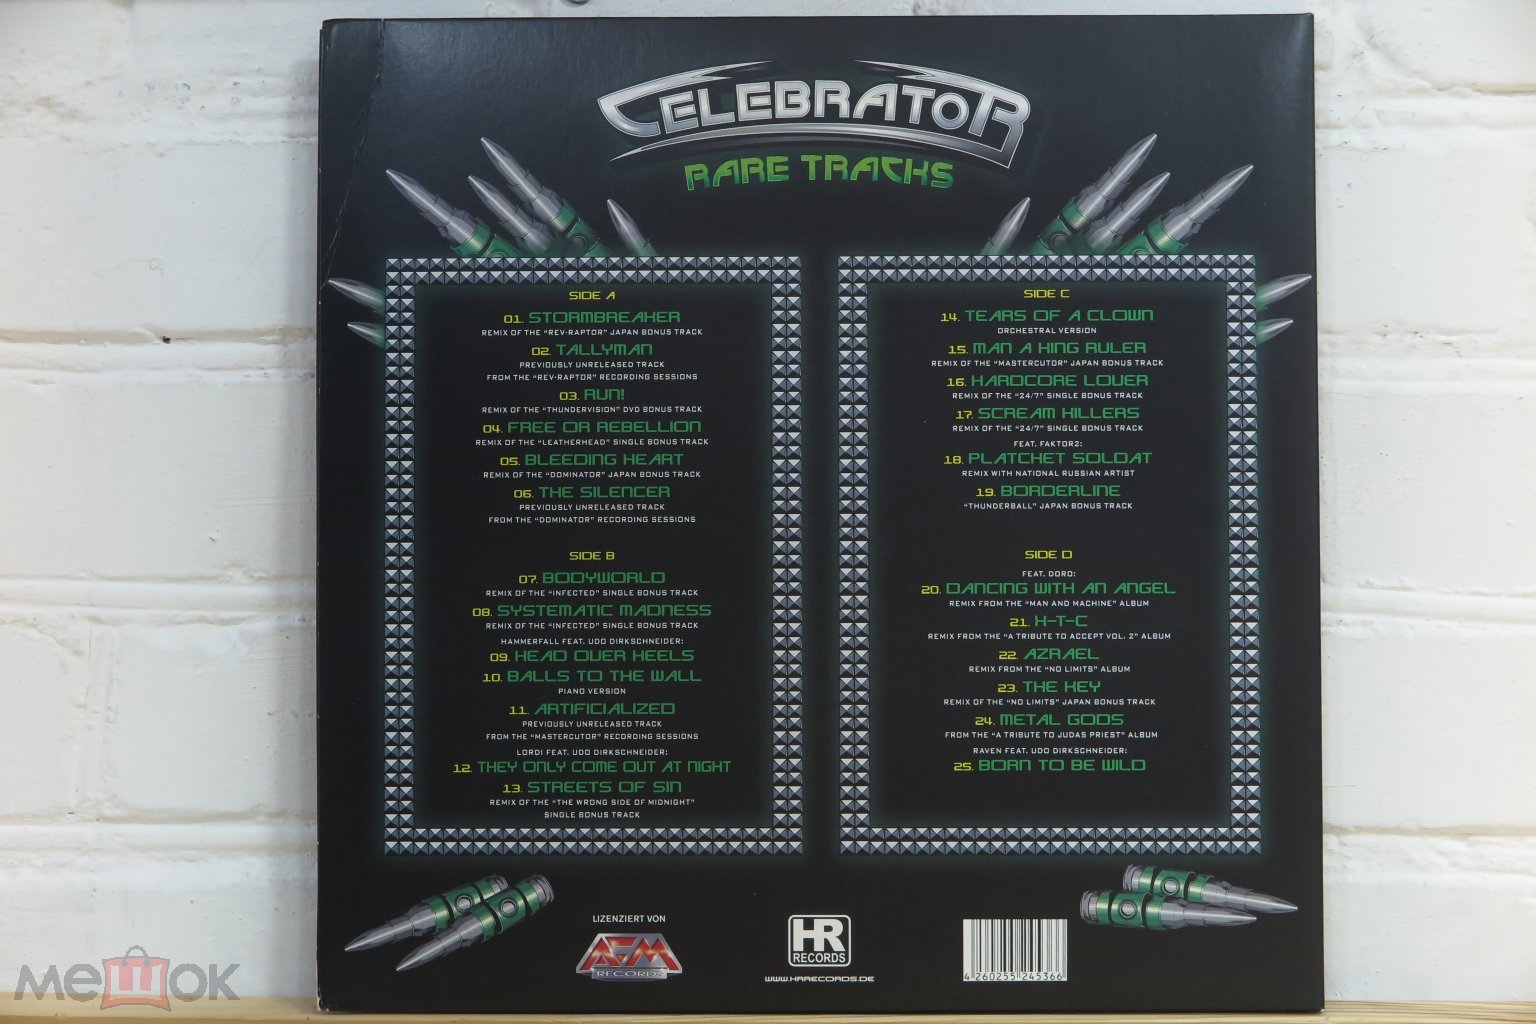 CELEBRATOR
RARE TRACKS
SIDE A
01. STORMBREAKER
REMIX OF THE "REV-RAPTOR" JAPAN BONUS TRACK
02. TALLYMAN
PREVIOUSLY UNRELEASED TRACK
FROM THE "REV-RAPTOR" RECORDING SESSIONS
03. RUN!
REMIX OF THE "THUNDERVISION" DVD BONUS TRACK
04. FREE OR REBELLION
REMIX OF THE "LEATHERHEAD" SINGLE BONUS TRACK
05. BLEEDING HEART
REMIX OF THE "DOMINATOR" JAPAN BONUS TRACK
06. THE SILENCER
PREVIOUSLY UNRELEASED TRACK
FROM THE "DOMINATOR" RECORDING SESSIONS
SIDE B
07. BODYWORLD
REMIX OF THE "INFECTED" SINGLE BONUS TRACK
08. SYSTEMATIC MADNESS
REMIX OF THE "INFECTED" SINGLE BONUS TRACK
HAMMERFALL FEAT. UDO DIRKSCHNEIDER:
09. HEAD OVER HEELS
10. BALLS TO THE WALL
PIANO VERSION
11. ARTIFICIALIZED
PREVIOUSLY UNRELEASED TRACK
FROM THE "MASTERCUTOR" RECORDING SESSIONS
LORDI FEAT. UDO DIRKSCHNEIDER:
12. THEY ONLY COME OUT AT NIGHT
13. STREETS OF SIN
REMIX OF THE "THE WRONG SIDE OF MIDNIGHT"
SINGLE BONUS TRACK
SIDE C
14. TEARS OF A CLOWN
ORCHESTRAL VERSION
15. MAN A KING RULER
REMIX OF THE "MASTERCUTOR" JAPAN BONUS TRACK
16. HARDCORE LOVER
REMIX OF THE "24/7" SINGLE BONUS TRACK
17. SCREAM KILLERS
REMIX OF THE "24/7" SINGLE BONUS TRACK
FEAT. FAKTOR2:
18. PLATCHET SOLDAT
REMIX WITH NATIONAL RUSSIAN ARTIST
19. BORDERLINE
"THUNDERBALL" JAPAN BONUS TRACK
SIDE D
FEAT. DORO:
20. DANCING WITH AN ANGEL
REMIX FROM THE "MAN AND MACHINE" ALBUM
21. X-T-C
REMIX FROM THE "A TRIBUTE TO ACCEPT VOL. 2" ALBUM
22. AZRAEL
REMIX FROM THE "NO LIMITS" ALBUM
23. THE KEY
REMIX OF THE "NO LIMITS" JAPAN BONUS TRACK
24. METAL GODS
FROM THE "A TRIBUTE TO JUDAS PRIEST" ALBUM
RAVEN FEAT. UDO DIRKSCHNEIDER:
25. BORN TO BE WILD
LIZENZIERT VON
AFM
RECORDS
HR
RECORDS
WWW.HRRECORDS.DE
4 260255 245366
мешок